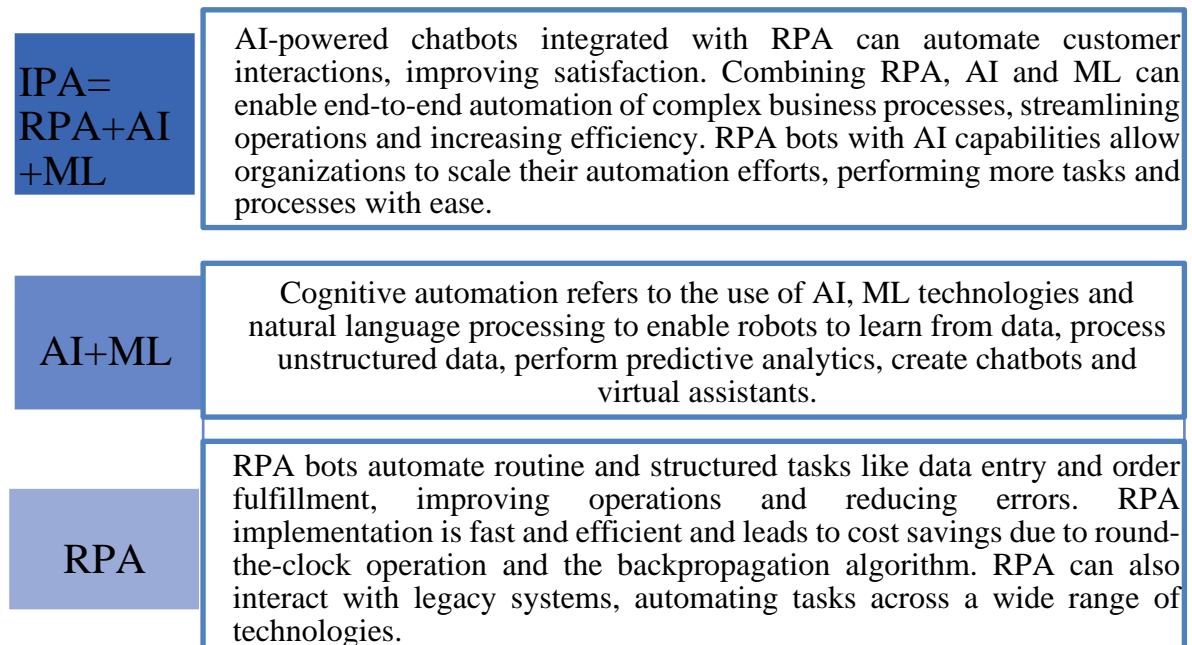 IPA=
RPA+AI
+ML
AI-powered chatbots integrated with RPA can automate customer
interactions, improving satisfaction. Combining RPA, AI and ML can
enable end-to-end automation of complex business processes, streamlining
operations and increasing efficiency. RPA bots with AI capabilities allow
organizations to scale their automation efforts, performing more tasks and
processes with ease.
AI+ML
Cognitive automation refers to the use of AI, ML technologies and
natural language processing to enable robots to learn from data, process
unstructured data, perform predictive analytics, create chatbots and
virtual assistants.
RPA
RPA bots automate routine and structured tasks like data entry and order
fulfillment, improving operations and reducing errors. RPA
implementation is fast and efficient and leads to cost savings due to round-
the-clock operation and the backpropagation algorithm. RPA can also
interact with legacy systems, automating tasks across a wide range of
technologies.